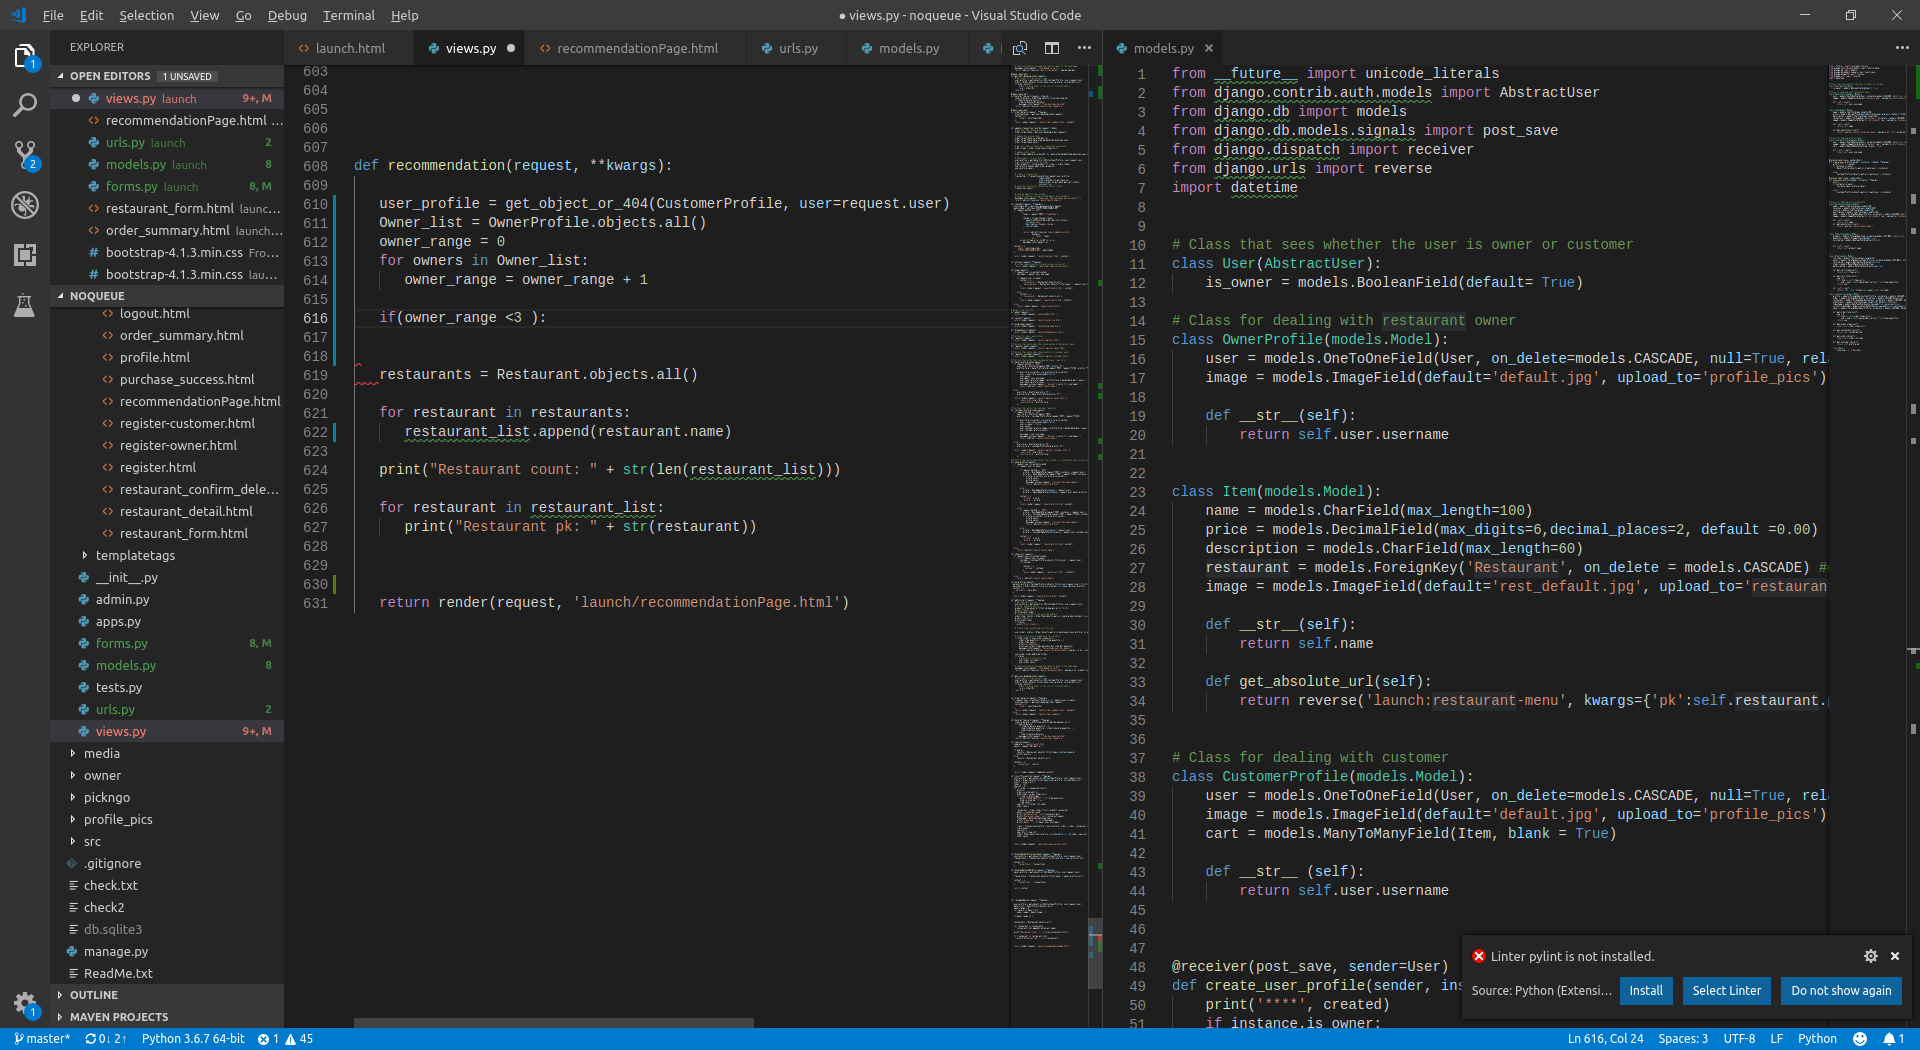 File Edit Selection View Go Debug Terminal Help
● views.py - noqueue - Visual Studio Code
EXPLORER
OPEN EDITORS 1 UNSAVED
views.py launch 9+, M
recommendationPage.html ...
urls.py launch 2
models.py launch 8
forms.py launch 8, M
restaurant_form.html launc...
order_summary.html launch...
bootstrap-4.1.3.min.css Fro...
bootstrap-4.1.3.min.css lau...
NOQUEUE
logout.html
order_summary.html
profile.html
purchase_success.html
recommendationPage.html
register-customer.html
register-owner.html
register.html
restaurant_confirm_dele...
restaurant_detail.html
restaurant_form.html
templatetags
__init__.py
admin.py
apps.py
forms.py 8, M
models.py 8
tests.py
urls.py 2
views.py 9+, M
media
owner
pickngo
profile_pics
src
.gitignore
check.txt
check2
db.sqlite3
manage.py
ReadMe.txt
OUTLINE
MAVEN PROJECTS
launch.html views.py recommendationPage.html urls.py models.py
603
604
605
606
607
608 def recommendation(request, **kwargs):
609
610 user_profile = get_object_or_404(CustomerProfile, user=request.user)
611 Owner_list = OwnerProfile.objects.all()
612 owner_range = 0
613 for owners in Owner_list:
614 owner_range = owner_range + 1
615
616 if(owner_range <3 ):
617
618
619 restaurants = Restaurant.objects.all()
620
621 for restaurant in restaurants:
622 restaurant_list.append(restaurant.name)
623
624 print("Restaurant count: " + str(len(restaurant_list)))
625
626 for restaurant in restaurant_list:
627 print("Restaurant pk: " + str(restaurant))
628
629
630
631 return render(request, 'launch/recommendationPage.html')
models.py
1 from __future__ import unicode_literals
2 from django.contrib.auth.models import AbstractUser
3 from django.db import models
4 from django.db.models.signals import post_save
5 from django.dispatch import receiver
6 from django.urls import reverse
7 import datetime
8
9
10 # Class that sees whether the user is owner or customer
11 class User(AbstractUser):
12 is_owner = models.BooleanField(default= True)
13
14 # Class for dealing with restaurant owner
15 class OwnerProfile(models.Model):
16 user = models.OneToOneField(User, on_delete=models.CASCADE, null=True, rela
17 image = models.ImageField(default='default.jpg', upload_to='profile_pics')
18
19 def __str__(self):
20 return self.user.username
21
22
23 class Item(models.Model):
24 name = models.CharField(max_length=100)
25 price = models.DecimalField(max_digits=6,decimal_places=2, default =0.00)
26 description = models.CharField(max_length=60)
27 restaurant = models.ForeignKey('Restaurant', on_delete = models.CASCADE) #
28 image = models.ImageField(default='rest_default.jpg', upload_to='restauran
29
30 def __str__(self):
31 return self.name
32
33 def get_absolute_url(self):
34 return reverse('launch:restaurant-menu', kwargs={'pk':self.restaurant.
35
36
37 # Class for dealing with customer
38 class CustomerProfile(models.Model):
39 user = models.OneToOneField(User, on_delete=models.CASCADE, null=True, rela
40 image = models.ImageField(default='default.jpg', upload_to='profile_pics')
41 cart = models.ManyToManyField(Item, blank = True)
42
43 def __str__ (self):
44 return self.user.username
45
46
47
48 @receiver(post_save, sender=User)
49 def create_user_profile(sender, ins
50 print('****', created)
51 if instance.is_owner:
Linter pylint is not installed.
Source: Python (Extensi... Install Select Linter Do not show again
master* 0↓ 2↑ Python 3.6.7 64-bit 1 45 Ln 616, Col 24 Spaces: 3 UTF-8 LF Python 1